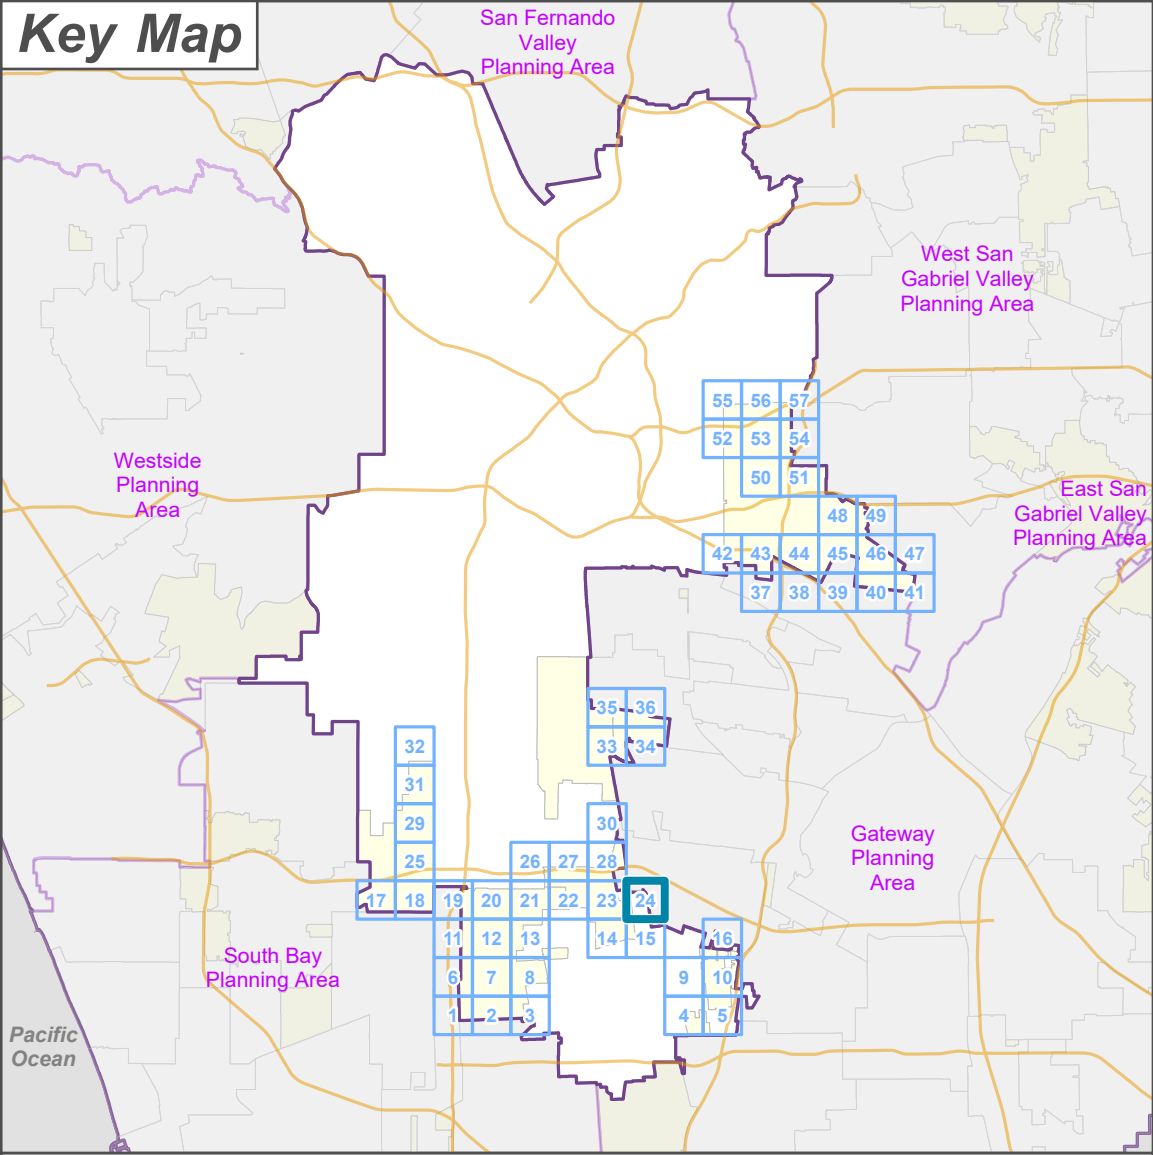 Key Map
San Fernando
Valley
Planning Area
West San
Gabriel Valley
Planning Area
55 56 57
52 53 54
50 51
48 49
42 43 44 45 46 47
37 38 39 40 41
Westside
Planning
Area
East San
Gabriel Valley
Planning Area
35 36
33 34
32
31
29
25
30
26 27 28
17 18 19 20 21 22 23 24
11 12 13 14 15 16
6 7 8 9 10
1 2 3 4 5
Gateway
Planning
Area
South Bay
Planning Area
Pacific
Ocean